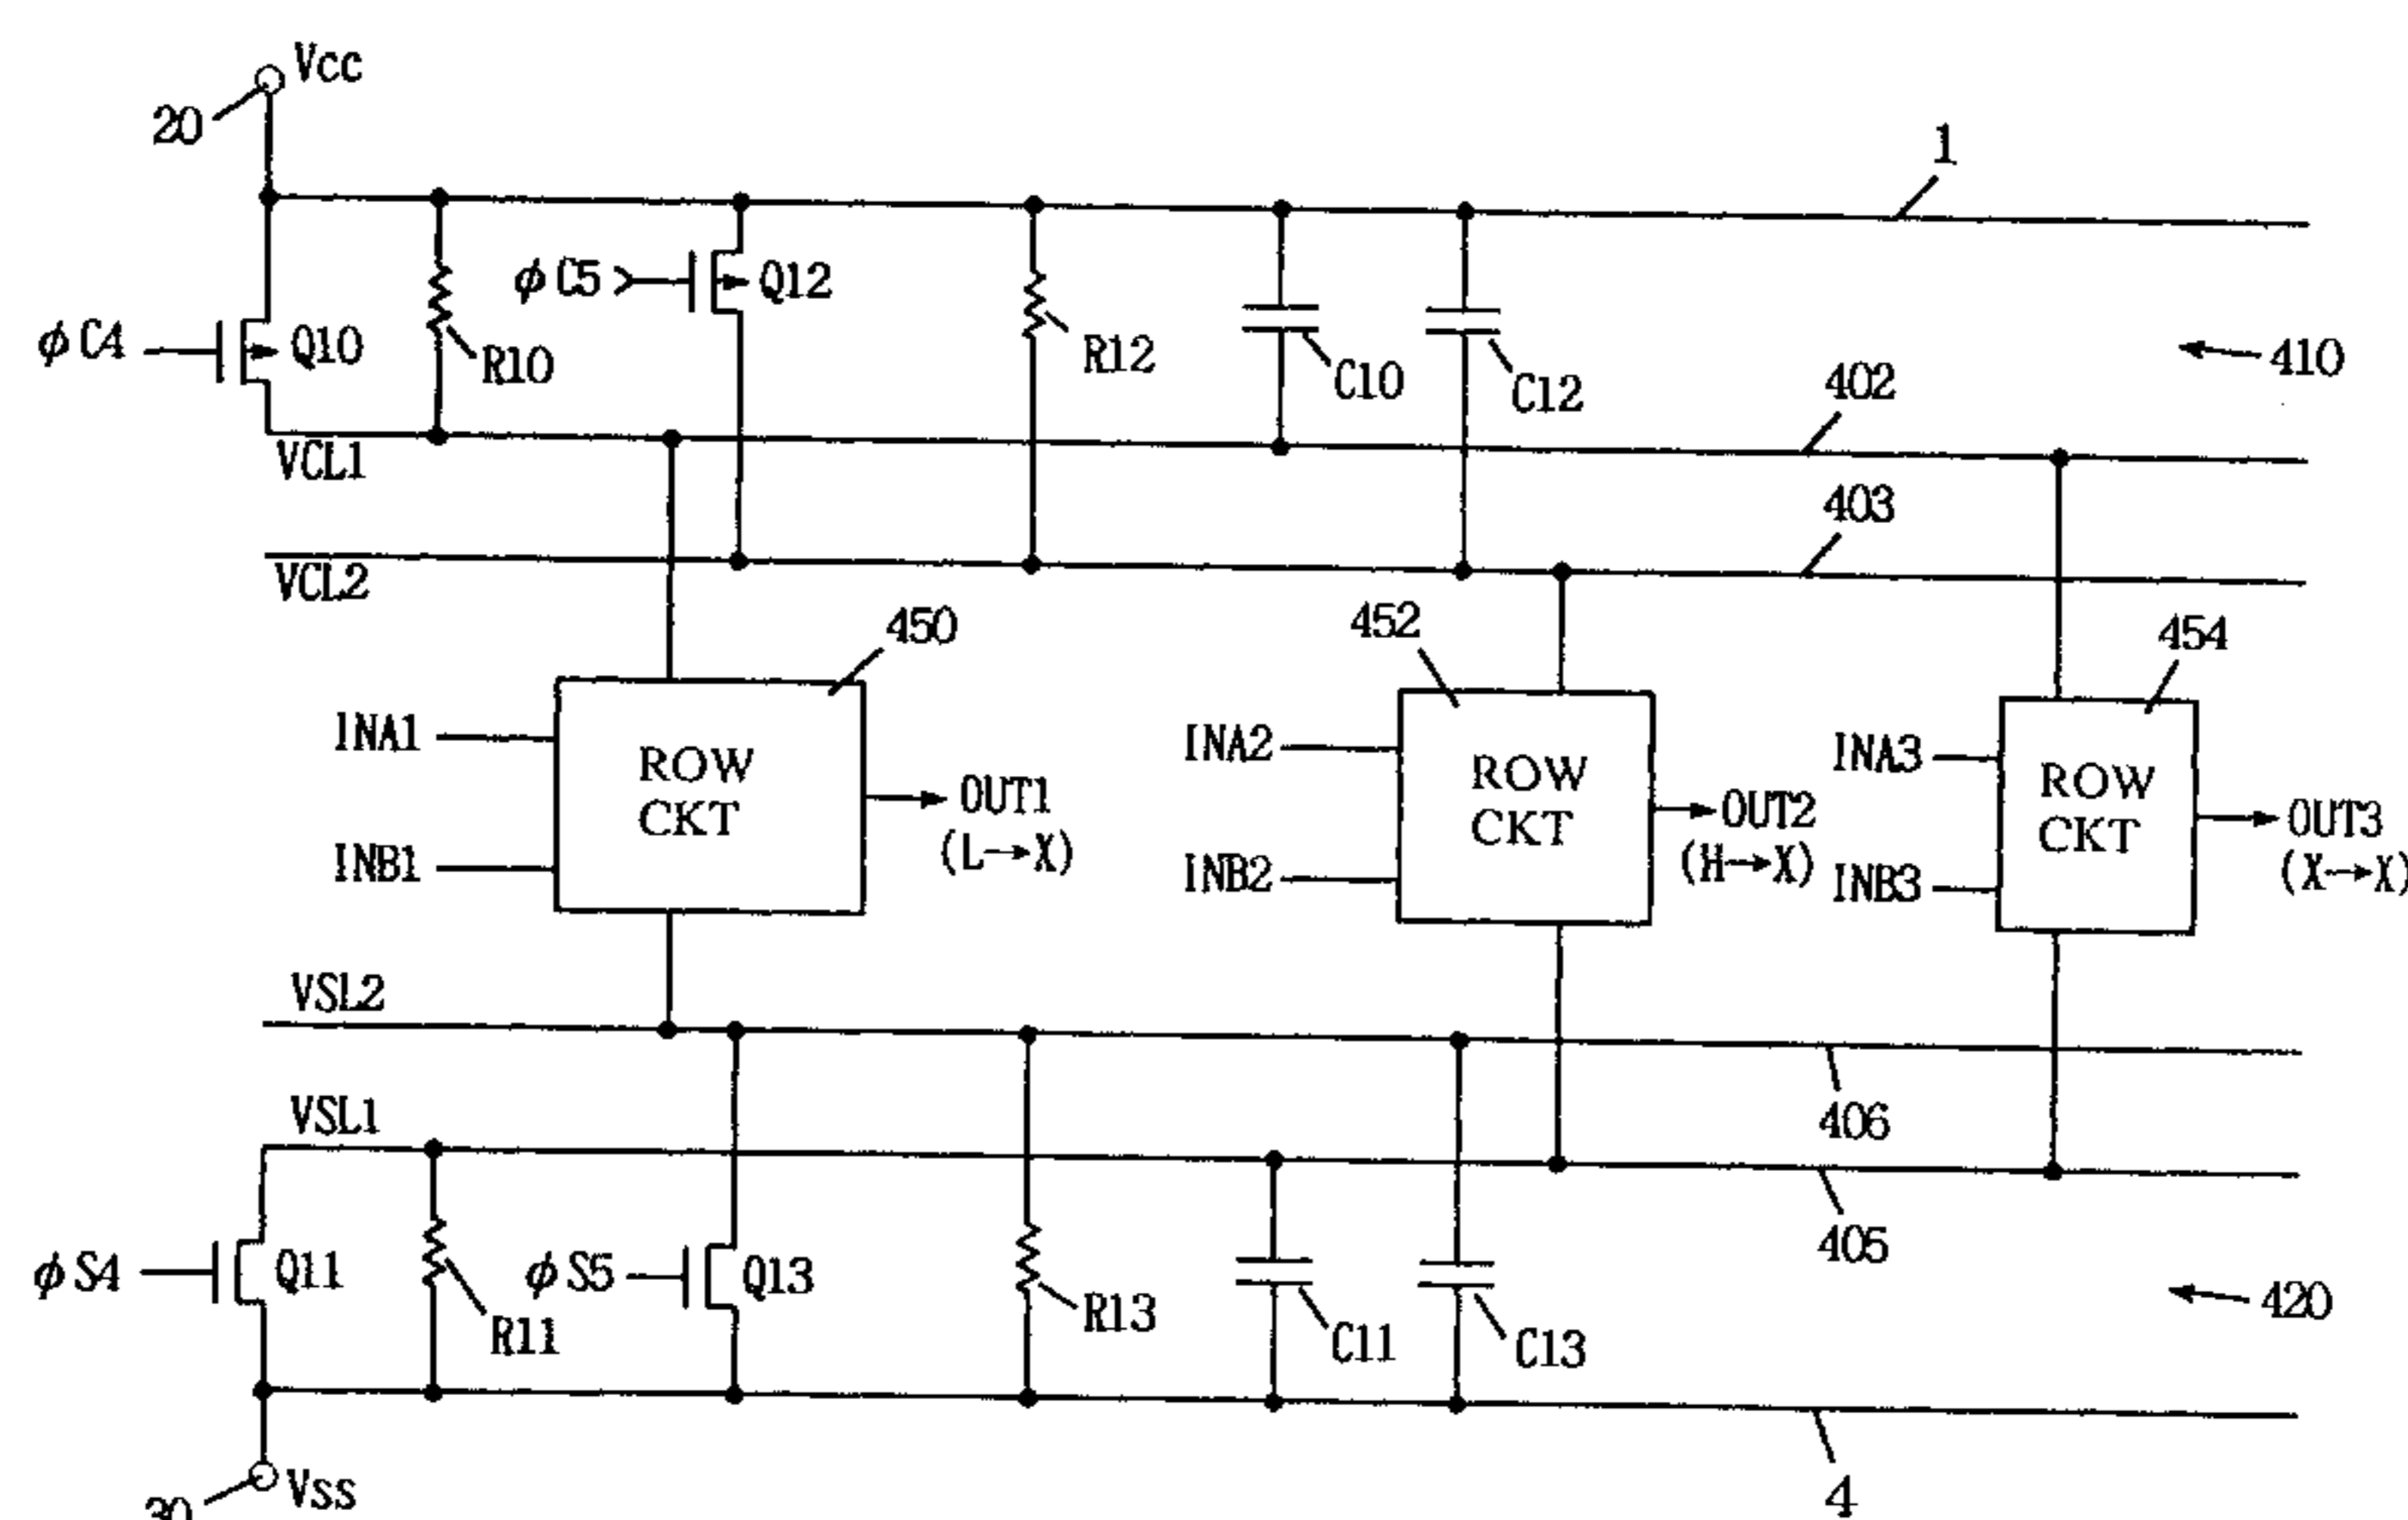 Vcc
20
1
φC5
Q12
φC4
Q10
R10
R12
C10
C12
410
402
VCL1
403
VCL2
450
452
454
INA1
ROW
CKT
OUT1
(L→X)
INB1
INA2
ROW
CKT
OUT2
(H→X)
INB2
INA3
ROW
CKT
OUT3
(X→X)
INB3
VSL2
VSL1
406
405
φS4
Q11
R11
φS5
Q13
R13
C11
C13
420
Vss
30
4